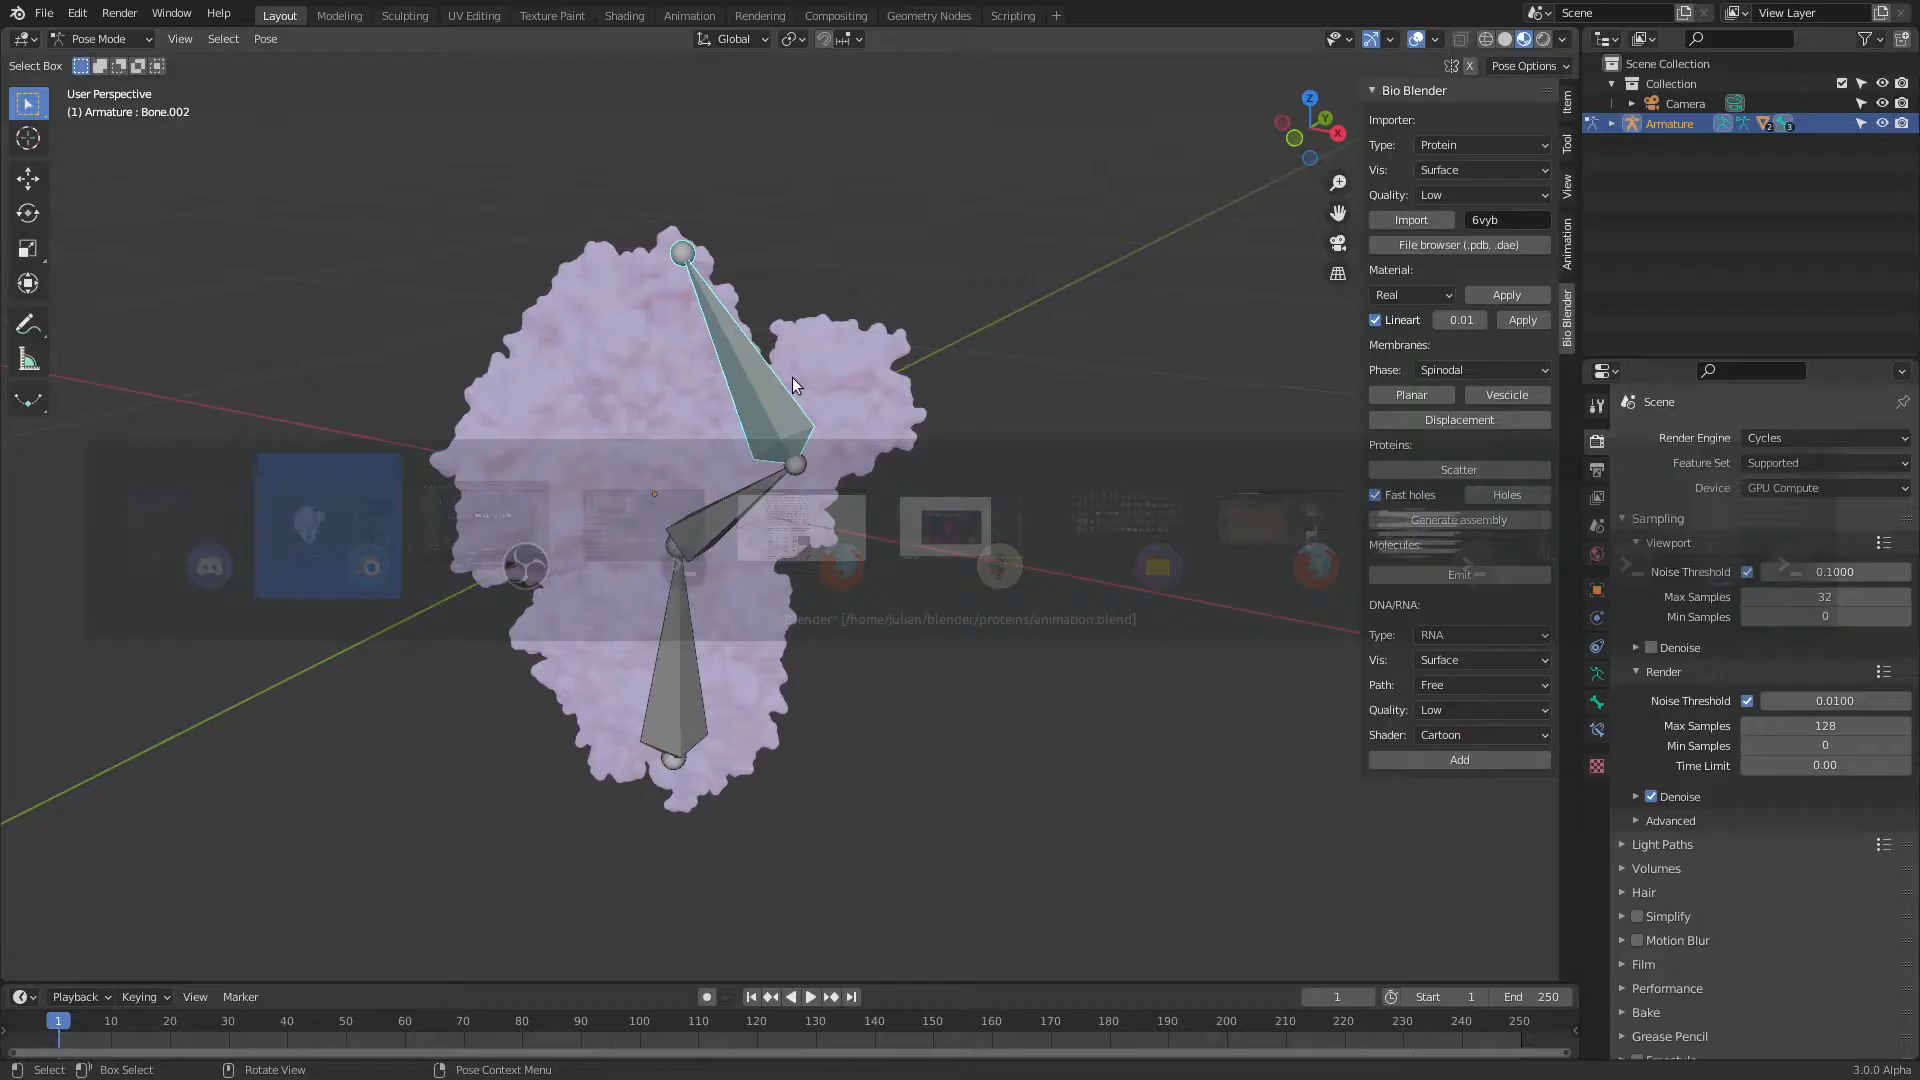 File Edit Render Window Help Layout Modeling Sculpting UV Editing Texture Paint Shading Animation Rendering Compositing Geometry Nodes Scripting +
Scene
View Layer
Pose Mode View Select Pose
Global
Select Box
X Pose Options
User Perspective
(1) Armature : Bone.002
Z
Y
X
Bio Blender
Importer:
Type: Protein
Vis: Surface
Quality: Low
Import 6vyb
File browser (.pdb, .dae)
Material:
Real Apply
Lineart 0.01 Apply
Membranes:
Phase: Spinodal
Planar Vescicle
Displacement
Proteins:
Scatter
Fast holes Holes
Generate assembly
Molecules:
Emit
DNA/RNA:
Type: RNA
Vis: Surface
Path: Free
Quality: Low
Shader: Cartoon
Add
Item
Tool
View
Animation
Bio Blender
Scene Collection
Collection
Camera
Armature
2
3
Scene
Render Engine Cycles
Feature Set Supported
Device GPU Compute
Sampling
Viewport
Noise Threshold 0.1000
Max Samples 32
Min Samples 0
Denoise
Render
Noise Threshold 0.0100
Max Samples 128
Min Samples 0
Time Limit 0.00
Denoise
Advanced
Light Paths
Volumes
Hair
Simplify
Motion Blur
Film
Performance
Bake
Grease Pencil
Freestyle
Blender* [/home/julian/blender/proteins/animation.blend]
Playback Keying View Marker
1 Start 1 End 250
1 10 20 30 40 50 60 70 80 90 100 110 120 130 140 150 160 170 180 190 200 210 220 230 240 250
Select Box Select Rotate View Pose Context Menu
3.0.0 Alpha